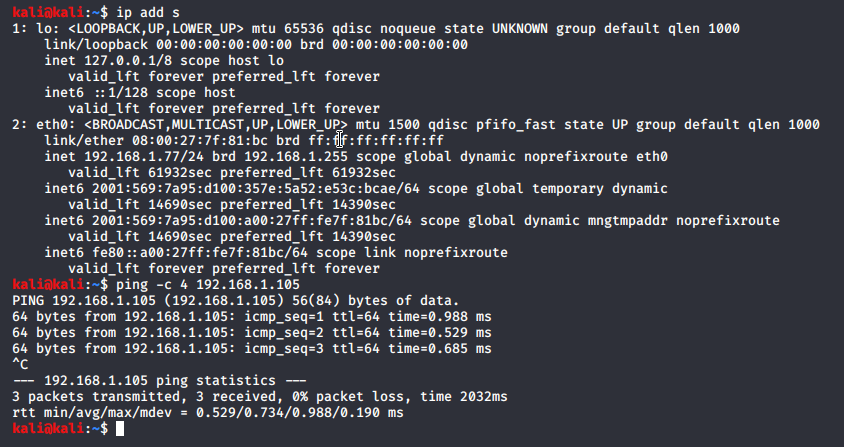 kali@kali:~$ ip add s
1: lo: <LOOPBACK,UP,LOWER_UP> mtu 65536 qdisc noqueue state UNKNOWN group default qlen 1000
    link/loopback 00:00:00:00:00:00 brd 00:00:00:00:00:00
    inet 127.0.0.1/8 scope host lo
       valid_lft forever preferred_lft forever
    inet6 ::1/128 scope host
       valid_lft forever preferred_lft forever
2: eth0: <BROADCAST,MULTICAST,UP,LOWER_UP> mtu 1500 qdisc pfifo_fast state UP group default qlen 1000
    link/ether 08:00:27:7f:81:bc brd ff:ff:ff:ff:ff:ff
    inet 192.168.1.77/24 brd 192.168.1.255 scope global dynamic noprefixroute eth0
       valid_lft 61932sec preferred_lft 61932sec
    inet6 2001:569:7a95:d100:357e:5a52:e53c:bcae/64 scope global temporary dynamic
       valid_lft 14690sec preferred_lft 14390sec
    inet6 2001:569:7a95:d100:a00:27ff:fe7f:81bc/64 scope global dynamic mngtmpaddr noprefixroute
       valid_lft 14690sec preferred_lft 14390sec
    inet6 fe80::a00:27ff:fe7f:81bc/64 scope link noprefixroute
       valid_lft forever preferred_lft forever
kali@kali:~$ ping -c 4 192.168.1.105
PING 192.168.1.105 (192.168.1.105) 56(84) bytes of data.
64 bytes from 192.168.1.105: icmp_seq=1 ttl=64 time=0.988 ms
64 bytes from 192.168.1.105: icmp_seq=2 ttl=64 time=0.529 ms
64 bytes from 192.168.1.105: icmp_seq=3 ttl=64 time=0.685 ms
^C
--- 192.168.1.105 ping statistics ---
3 packets transmitted, 3 received, 0% packet loss, time 2032ms
rtt min/avg/max/mdev = 0.529/0.734/0.988/0.190 ms
kali@kali:~$